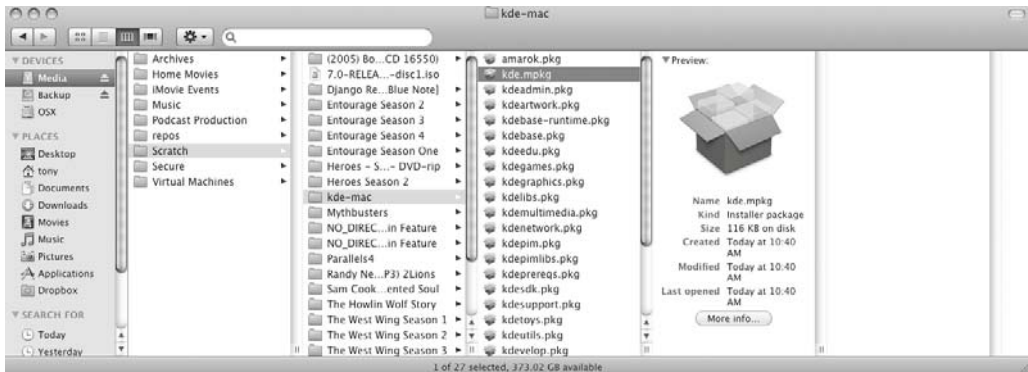 kde-mac
DEVICES
Media
Backup
OSX
PLACES
Desktop
tony
Documents
Downloads
Movies
Music
Pictures
Applications
Dropbox
SEARCH FOR
Today
Yesterday
Archives
Home Movies
iMovie Events
Music
Podcast Production
repos
Scratch
Secure
Virtual Machines
(2005) Bo...CD 16550)
7.0-RELEA...-disc1.iso
Django Re...Blue Note]
Entourage Season 2
Entourage Season 3
Entourage Season 4
Entourage Season One
Heroes - S...- DVD-rip
Heroes Season 2
kde-mac
Mythbusters
NO_DIREC...in Feature
NO_DIREC...in Feature
Parallels4
Randy Ne...P3) 2Lions
Sam Cook...ented Soul
The Howlin Wolf Story
The West Wing Season 1
The West Wing Season 2
The West Wing Season 3
amarok.pkg
kde.mpkg
kdeadmin.pkg
kdeartwork.pkg
kdebase-runtime.pkg
kdebase.pkg
kdeedu.pkg
kdegames.pkg
kdegraphics.pkg
kdelibs.pkg
kdemultimedia.pkg
kdenetwork.pkg
kdepim.pkg
kdepimlibs.pkg
kdeprereqs.pkg
kdesdk.pkg
kdesupport.pkg
kdetoys.pkg
kdeutils.pkg
kdevelop.pkg
Preview:
Name kde.mpkg
Kind Installer package
Size 116 KB on disk
Created Today at 10:40
AM
Modified Today at 10:40
AM
Last opened Today at 10:40
AM
More info...
1 of 27 selected, 373.02 GB available